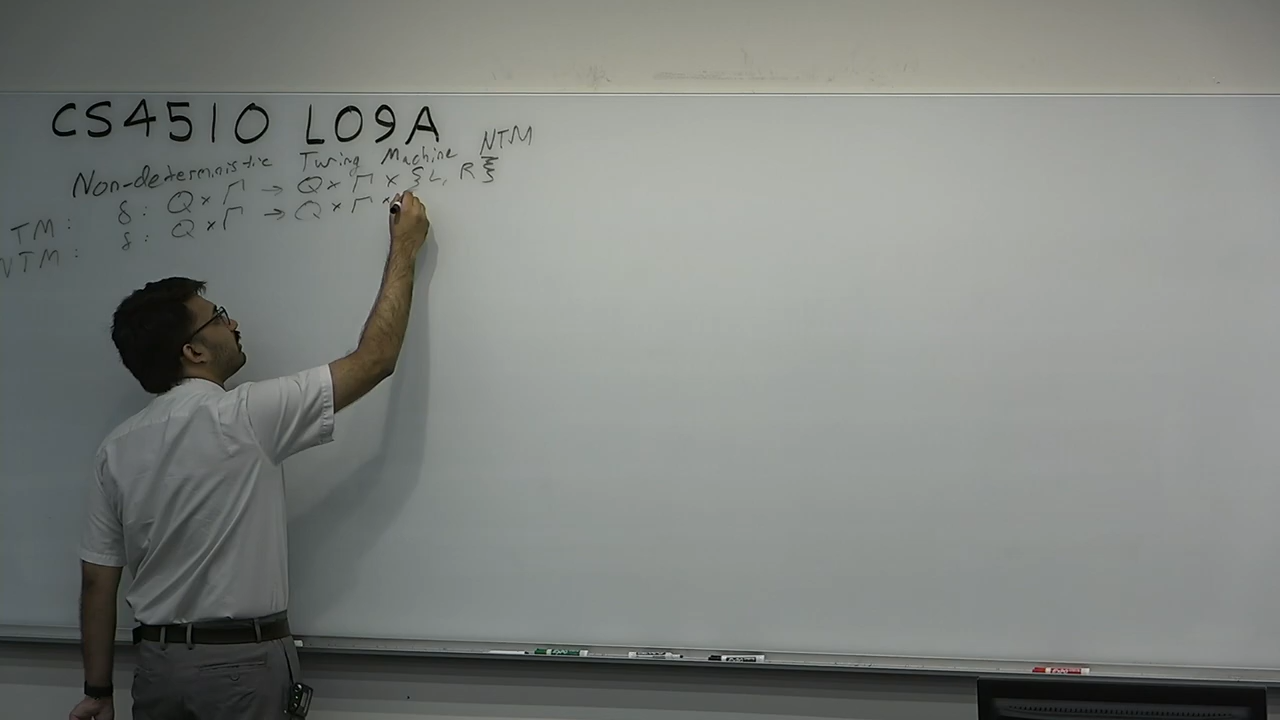 CS4510 L09A
Non-deterministic Turing Machine NTM
TM: δ: Q × Γ → Q × Γ × {L, R}
NTM: δ: Q × Γ → Q × Γ ×